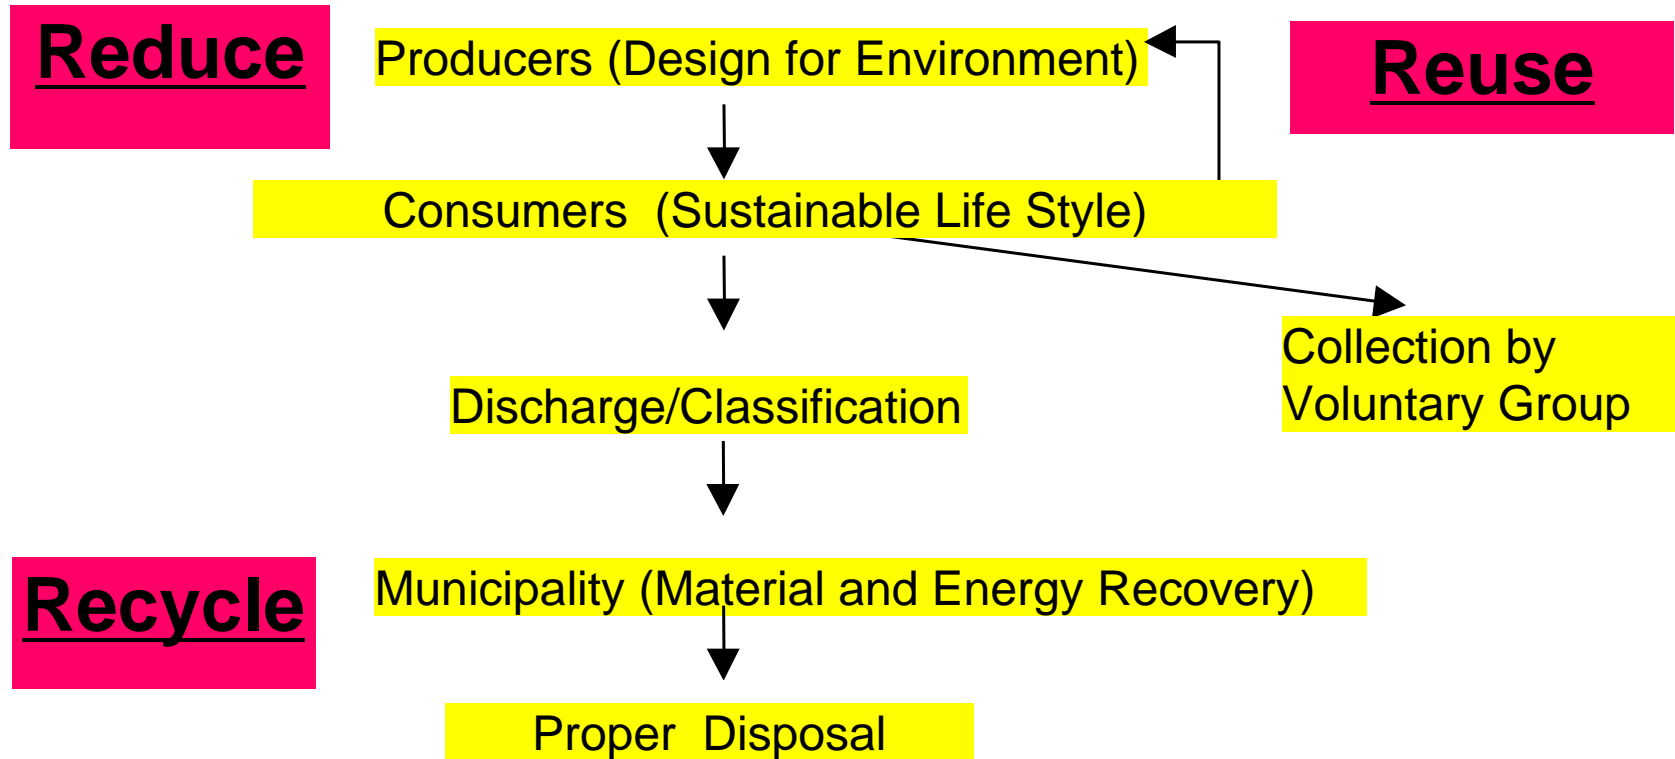 Reduce
Producers (Design for Environment)
Reuse
Consumers  (Sustainable Life Style)
Collection by
Voluntary Group
Discharge/Classification
Recycle
Municipality (Material and Energy Recovery)
Proper  Disposal